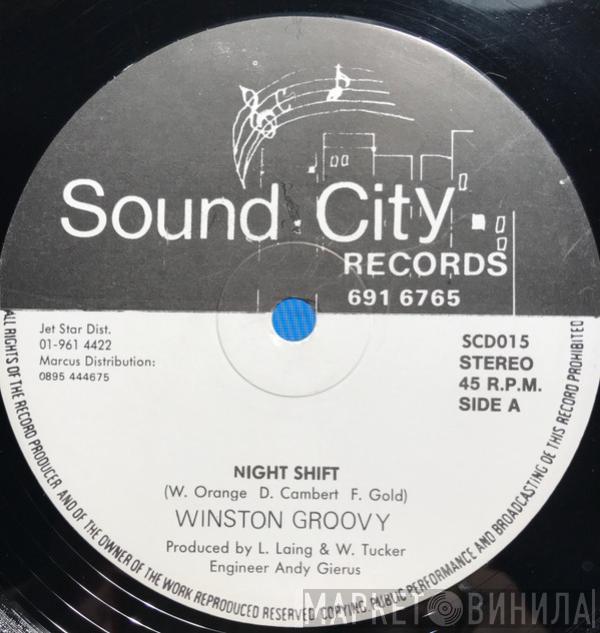 Sound City
RECORDS
691 6765
Jet Star Dist.
01-961 4422
Marcus Distribution:
0895 444675
SCD015
STEREO
45 R.P.M.
SIDE A
NIGHT SHIFT
(W. Orange D. Cambert F. Gold)
WINSTON GROOVY
Produced by L. Laing & W. Tucker
Engineer Andy Gierus
ALL RIGHTS OF THE RECORD PRODUCER AND OF THE OWNER OF THE WORK REPRODUCED RESERVED COPYING, PUBLIC PERFORMANCE AND BROADCASTING OE THIS RECORD PROHIBITED
МАРКЕТ ВИНИЛА